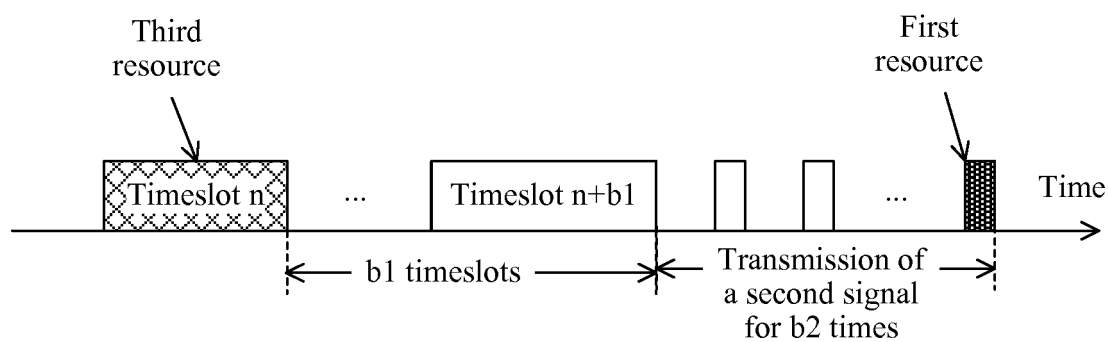 Third
resource
First
resource
Timeslot n
...
Timeslot n+b1
...
Time
b1 timeslots
Transmission of
a second signal
for b2 times